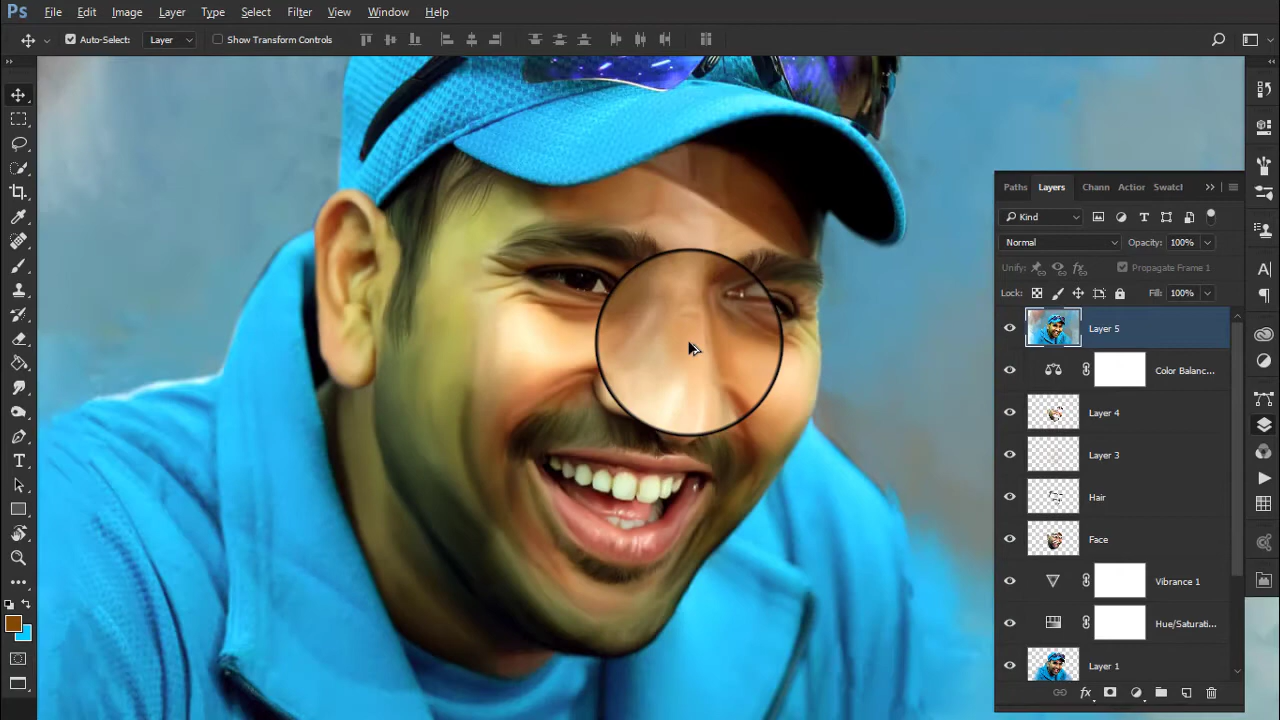 Ps File Edit Image Layer Type Select Filter View Window Help
Auto-Select: Layer Show Transform Controls
Paths Layers Chann Actior Swatcl
Kind
Normal Opacity: 100%
Unify: Propagate Frame 1
Lock: Fill: 100%
Layer 5
Color Balanc...
Layer 4
Layer 3
Hair
Face
Vibrance 1
Hue/Saturati...
Layer 1